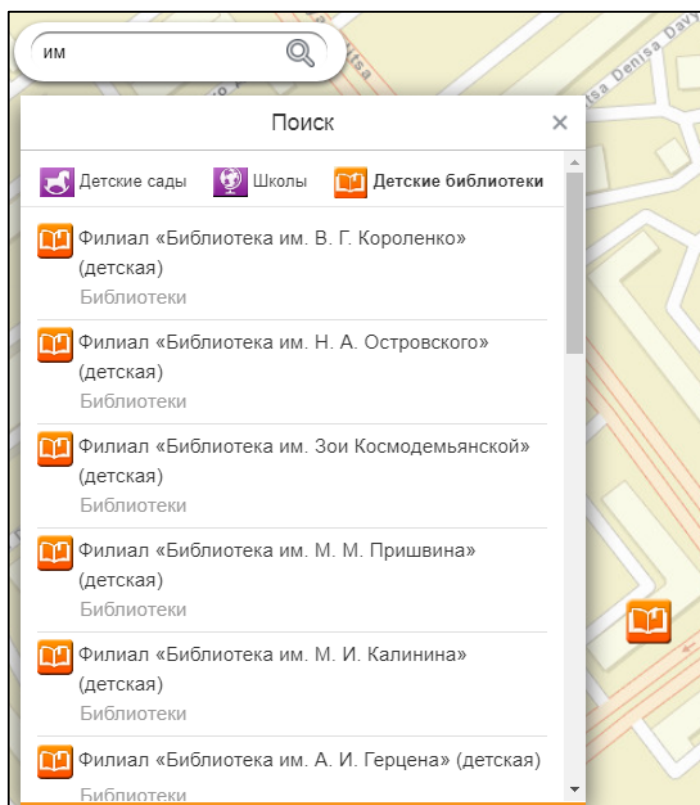 им
Поиск
Детские сады Школы Детские библиотеки
Филиал «Библиотека им. В. Г. Короленко»
(детская)
Библиотеки
Филиал «Библиотека им. Н. А. Островского»
(детская)
Библиотеки
Филиал «Библиотека им. Зои Космодемьянской»
(детская)
Библиотеки
Филиал «Библиотека им. М. М. Пришвина»
(детская)
Библиотеки
Филиал «Библиотека им. М. И. Калинина»
(детская)
Библиотеки
Филиал «Библиотека им. А. И. Герцена» (детская)
Библиотеки